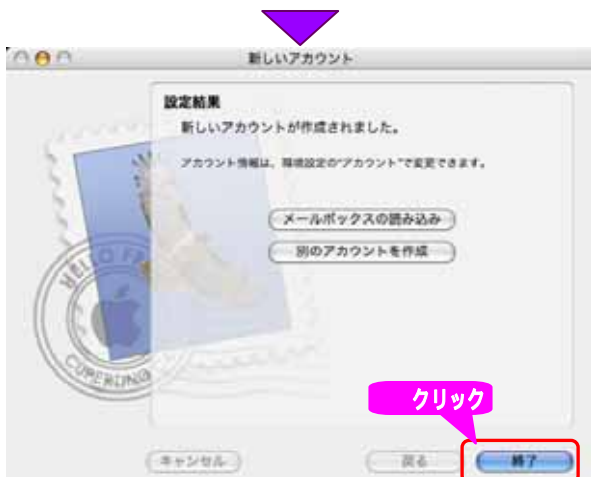 新しいアカウント
設定結果
新しいアカウントが作成されました。
アカウント情報は、環境設定の"アカウント"で変更できます。
メールボックスの読み込み
別のアカウントを作成
HELLO FR
CUPERTINO
クリック
キャンセル
戻る
終了